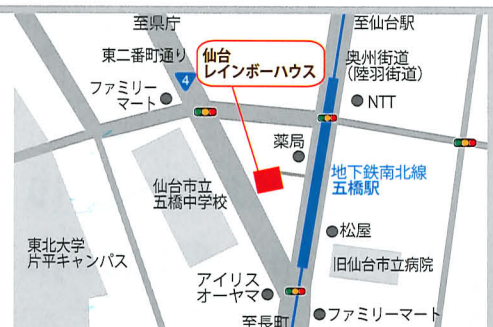 至県庁
至仙台駅
東二番町通り
仙台
レインボーハウス
奥州街道
(陸羽街道)
4
ファミリー
マート
NTT
薬局
地下鉄南北線
五橋駅
仙台市立
五橋中学校
松屋
東北大学
片平キャンパス
旧仙台市立病院
アイリス
オーヤマ
至長町
ファミリーマート